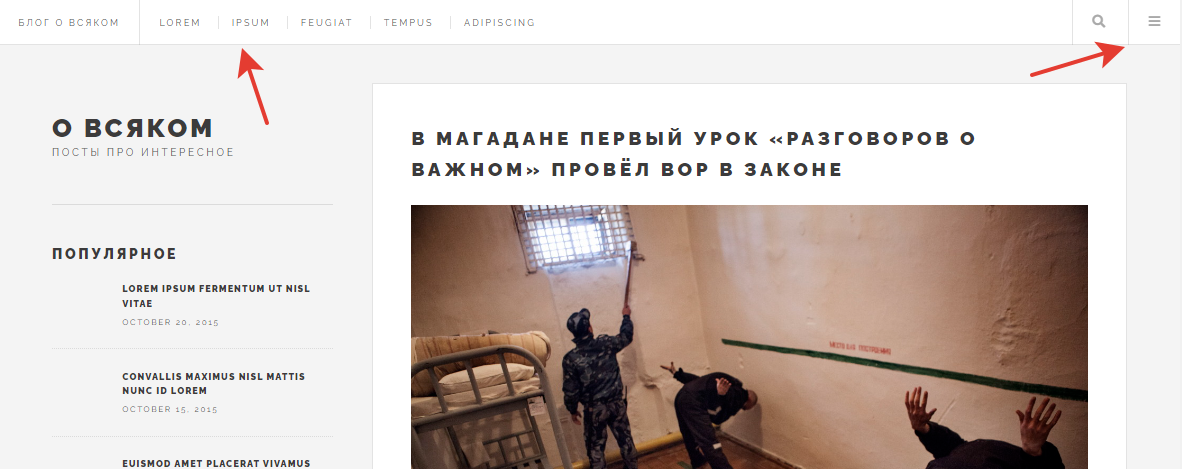 БЛОГ О ВСЯКОМ LOREM IPSUM FEUGIAT TEMPUS ADIPISCING
О ВСЯКОМ
ПОСТЫ ПРО ИНТЕРЕСНОЕ
ПОПУЛЯРНОЕ
LOREM IPSUM FERMENTUM UT NISL
VITAE
OCTOBER 20, 2015
CONVALLIS MAXIMUS NISL MATTIS
NUNC ID LOREM
OCTOBER 15, 2015
EUISMOD AMET PLACERAT VIVAMUS
В МАГАДАНЕ ПЕРВЫЙ УРОК «РАЗГОВОРОВ О
ВАЖНОМ» ПРОВЁЛ ВОР В ЗАКОНЕ